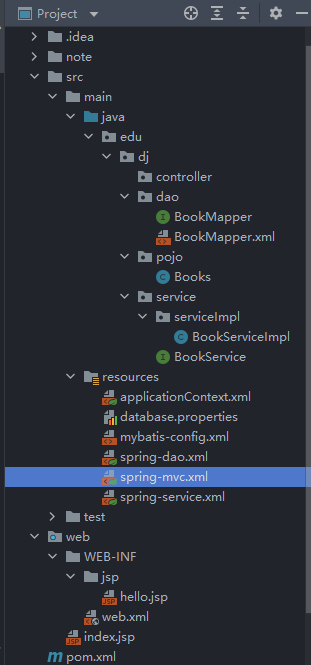 Project
.idea
note
src
main
java
edu
dj
controller
dao
BookMapper
BookMapper.xml
pojo
Books
service
serviceImpl
BookServiceImpl
BookService
resources
applicationContext.xml
database.properties
mybatis-config.xml
spring-dao.xml
spring-mvc.xml
spring-service.xml
test
web
WEB-INF
jsp
hello.jsp
web.xml
index.jsp
pom.xml